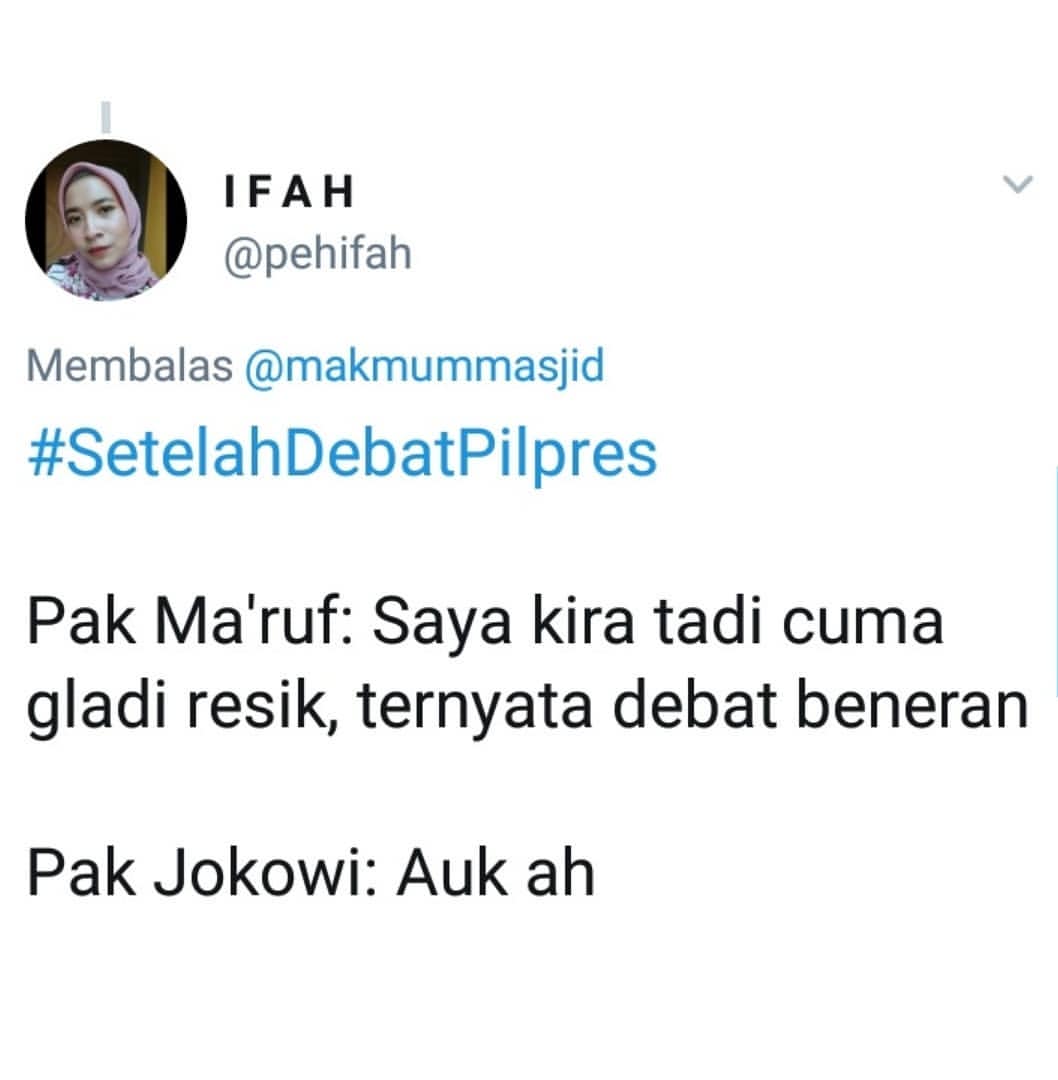 IFAH
@pehifah
Membalas @makmummasjid
#SetelahDebatPilpres
Pak Ma'ruf: Saya kira tadi cuma
gladi resik, ternyata debat beneran
Pak Jokowi: Auk ah